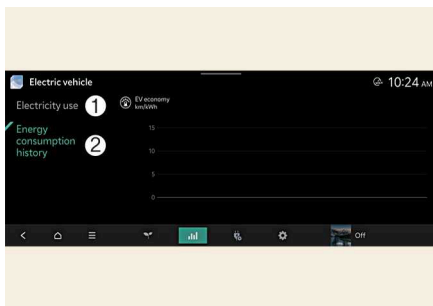 Electric vehicle
10:24 AM
Electricity use
1
EV economy
km/kWh
Energy
consumption
history
2
15
10
5
0
Off